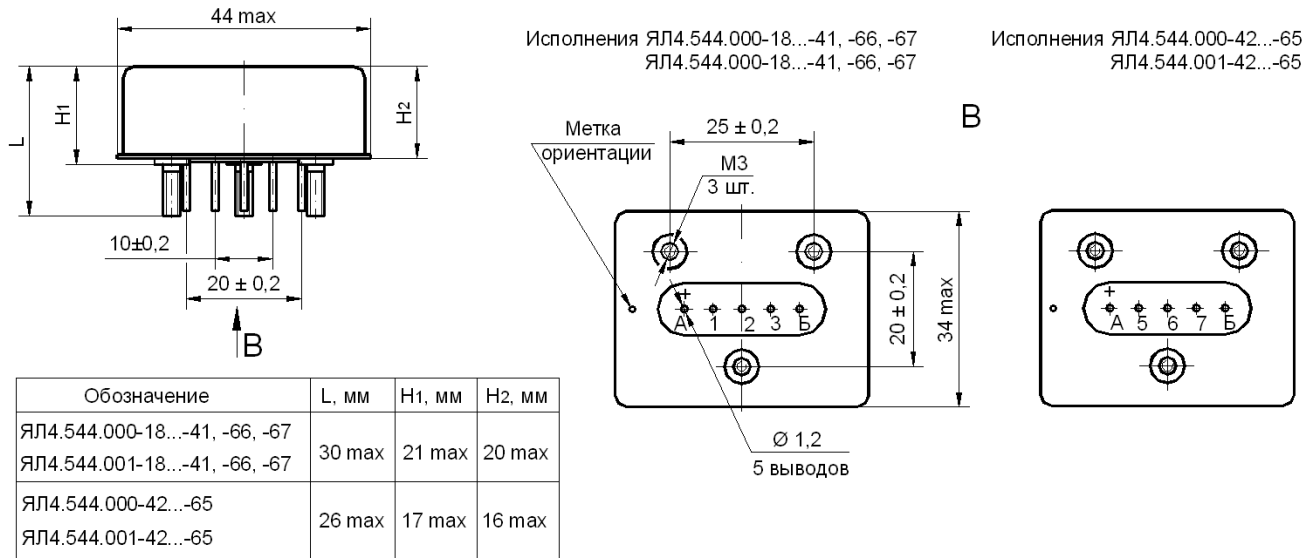 44 max
L
H1
H2
10±0,2
20 ± 0,2
В
Исполнения ЯЛ4.544.000-18...-41, -66, -67
ЯЛ4.544.000-18...-41, -66, -67
Исполнения ЯЛ4.544.000-42...-65
ЯЛ4.544.001-42...-65
В
Метка
ориентации
25 ± 0,2
М3
3 шт.
+
А 1 2 3 Б
20 ± 0,2
34 max
Ø 1,2
5 выводов
+
А 5 6 7 Б
Обозначение L, мм H1, мм H2, мм
ЯЛ4.544.000-18...-41, -66, -67
ЯЛ4.544.001-18...-41, -66, -67
30 max 21 max 20 max
ЯЛ4.544.000-42...-65
ЯЛ4.544.001-42...-65
26 max 17 max 16 max